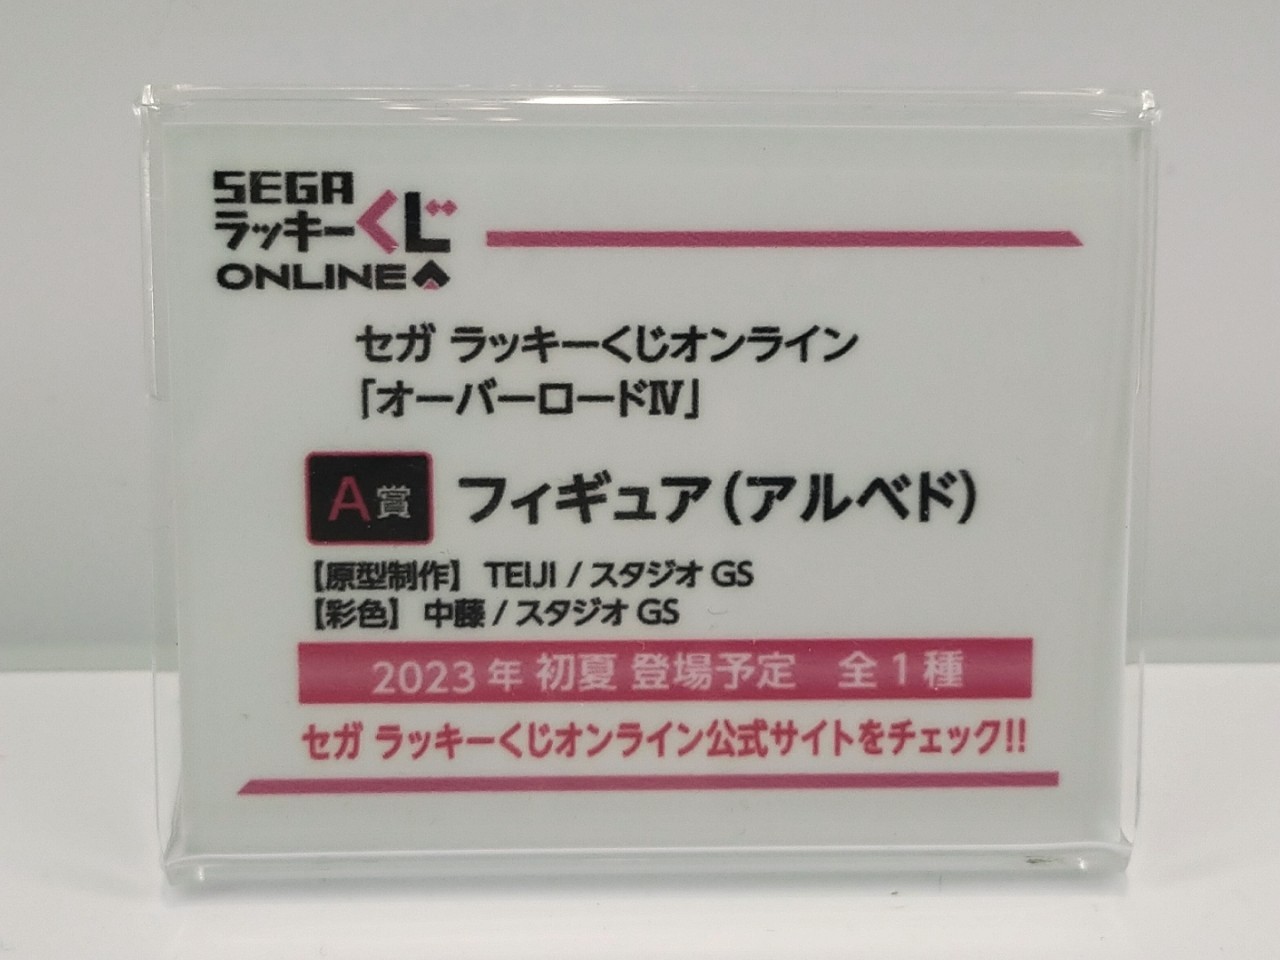 SEGA
ラッキーくじ
ONLINE
セガ ラッキーくじオンライン
「オーバーロードⅣ」
A賞 フィギュア（アルベド）
【原型制作】 TEIJI / スタジオ GS
【彩色】 中藤 / スタジオ GS
2023年 初夏 登場予定 全1種
セガ ラッキーくじオンライン公式サイトをチェック!!